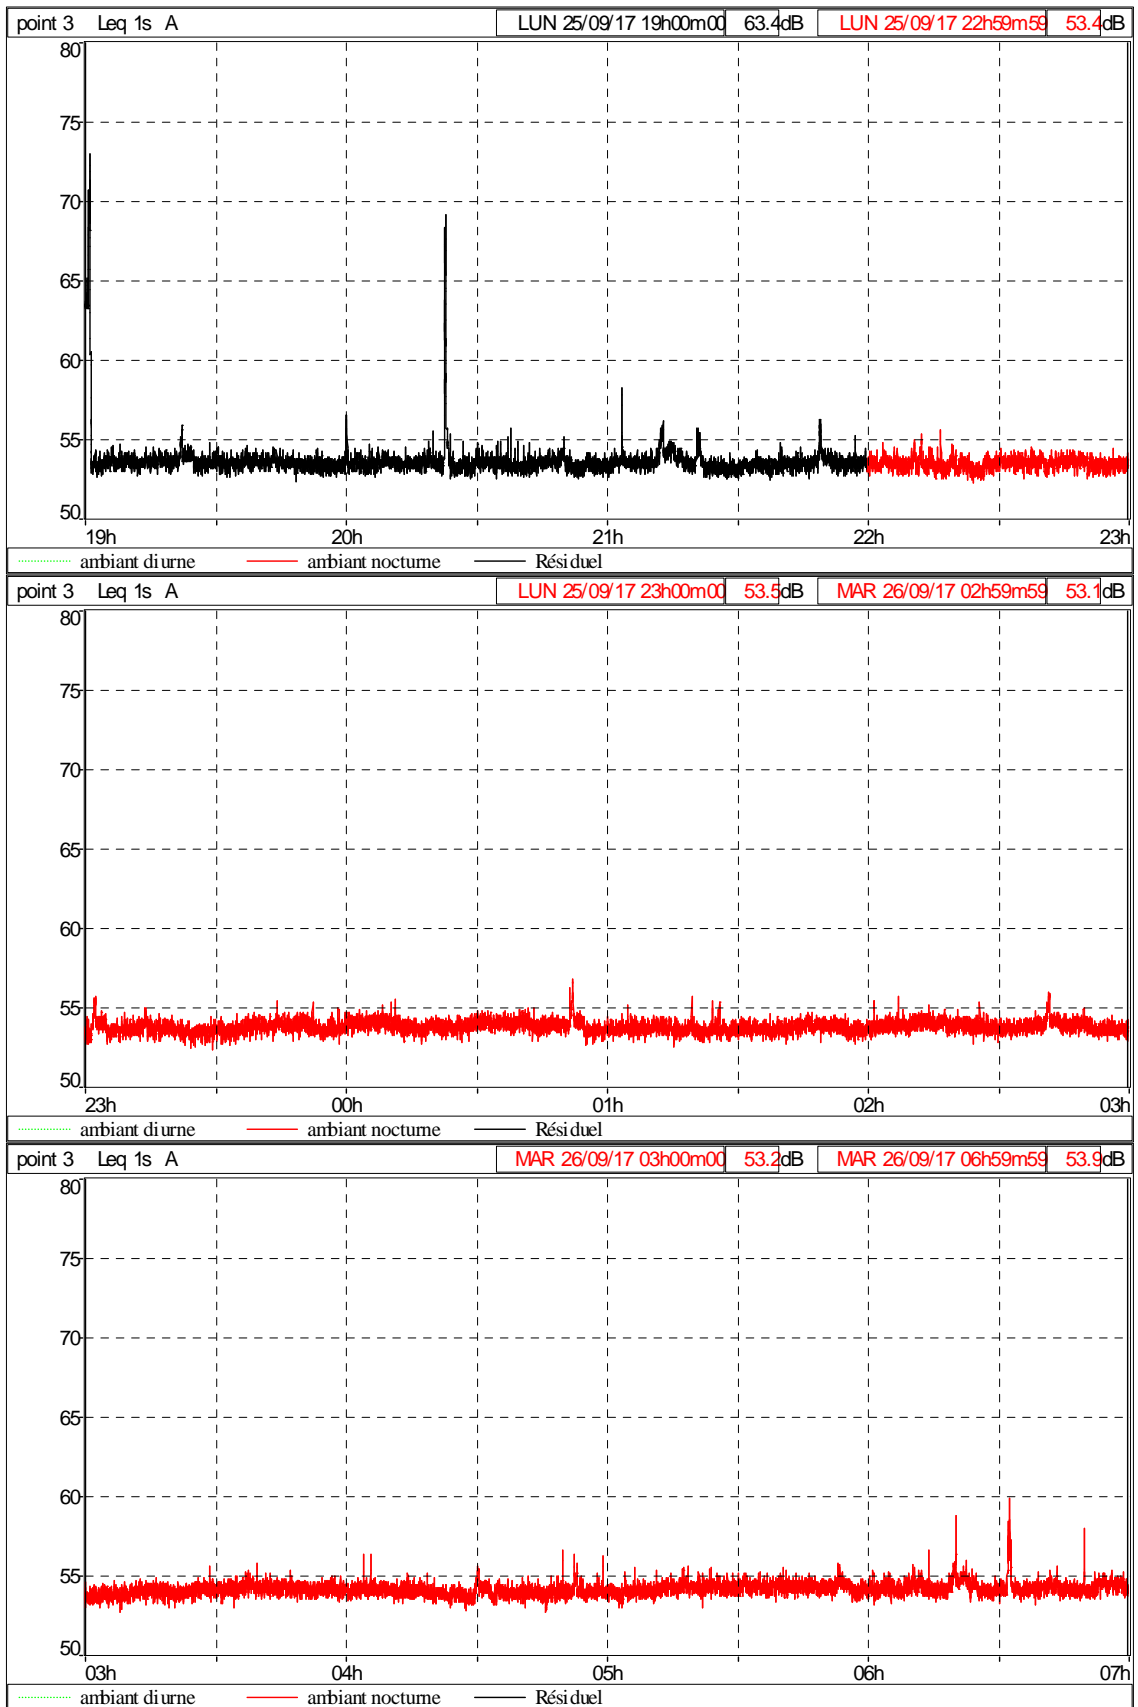 point 3 Leq 1s A LUN 25/09/17 19h00m00 63.4dB LUN 25/09/17 22h59m59 53.4dB
80
75
70
65
60
55
50
19h 20h 21h 22h 23h
ambiant diurne ambiant nocturne Résiduel
point 3 Leq 1s A LUN 25/09/17 23h00m00 53.5dB MAR 26/09/17 02h59m59 53.1dB
80
75
70
65
60
55
50
23h 00h 01h 02h 03h
ambiant diurne ambiant nocturne Résiduel
point 3 Leq 1s A MAR 26/09/17 03h00m00 53.2dB MAR 26/09/17 06h59m59 53.9dB
80
75
70
65
60
55
50
03h 04h 05h 06h 07h
ambiant diurne ambiant nocturne Résiduel